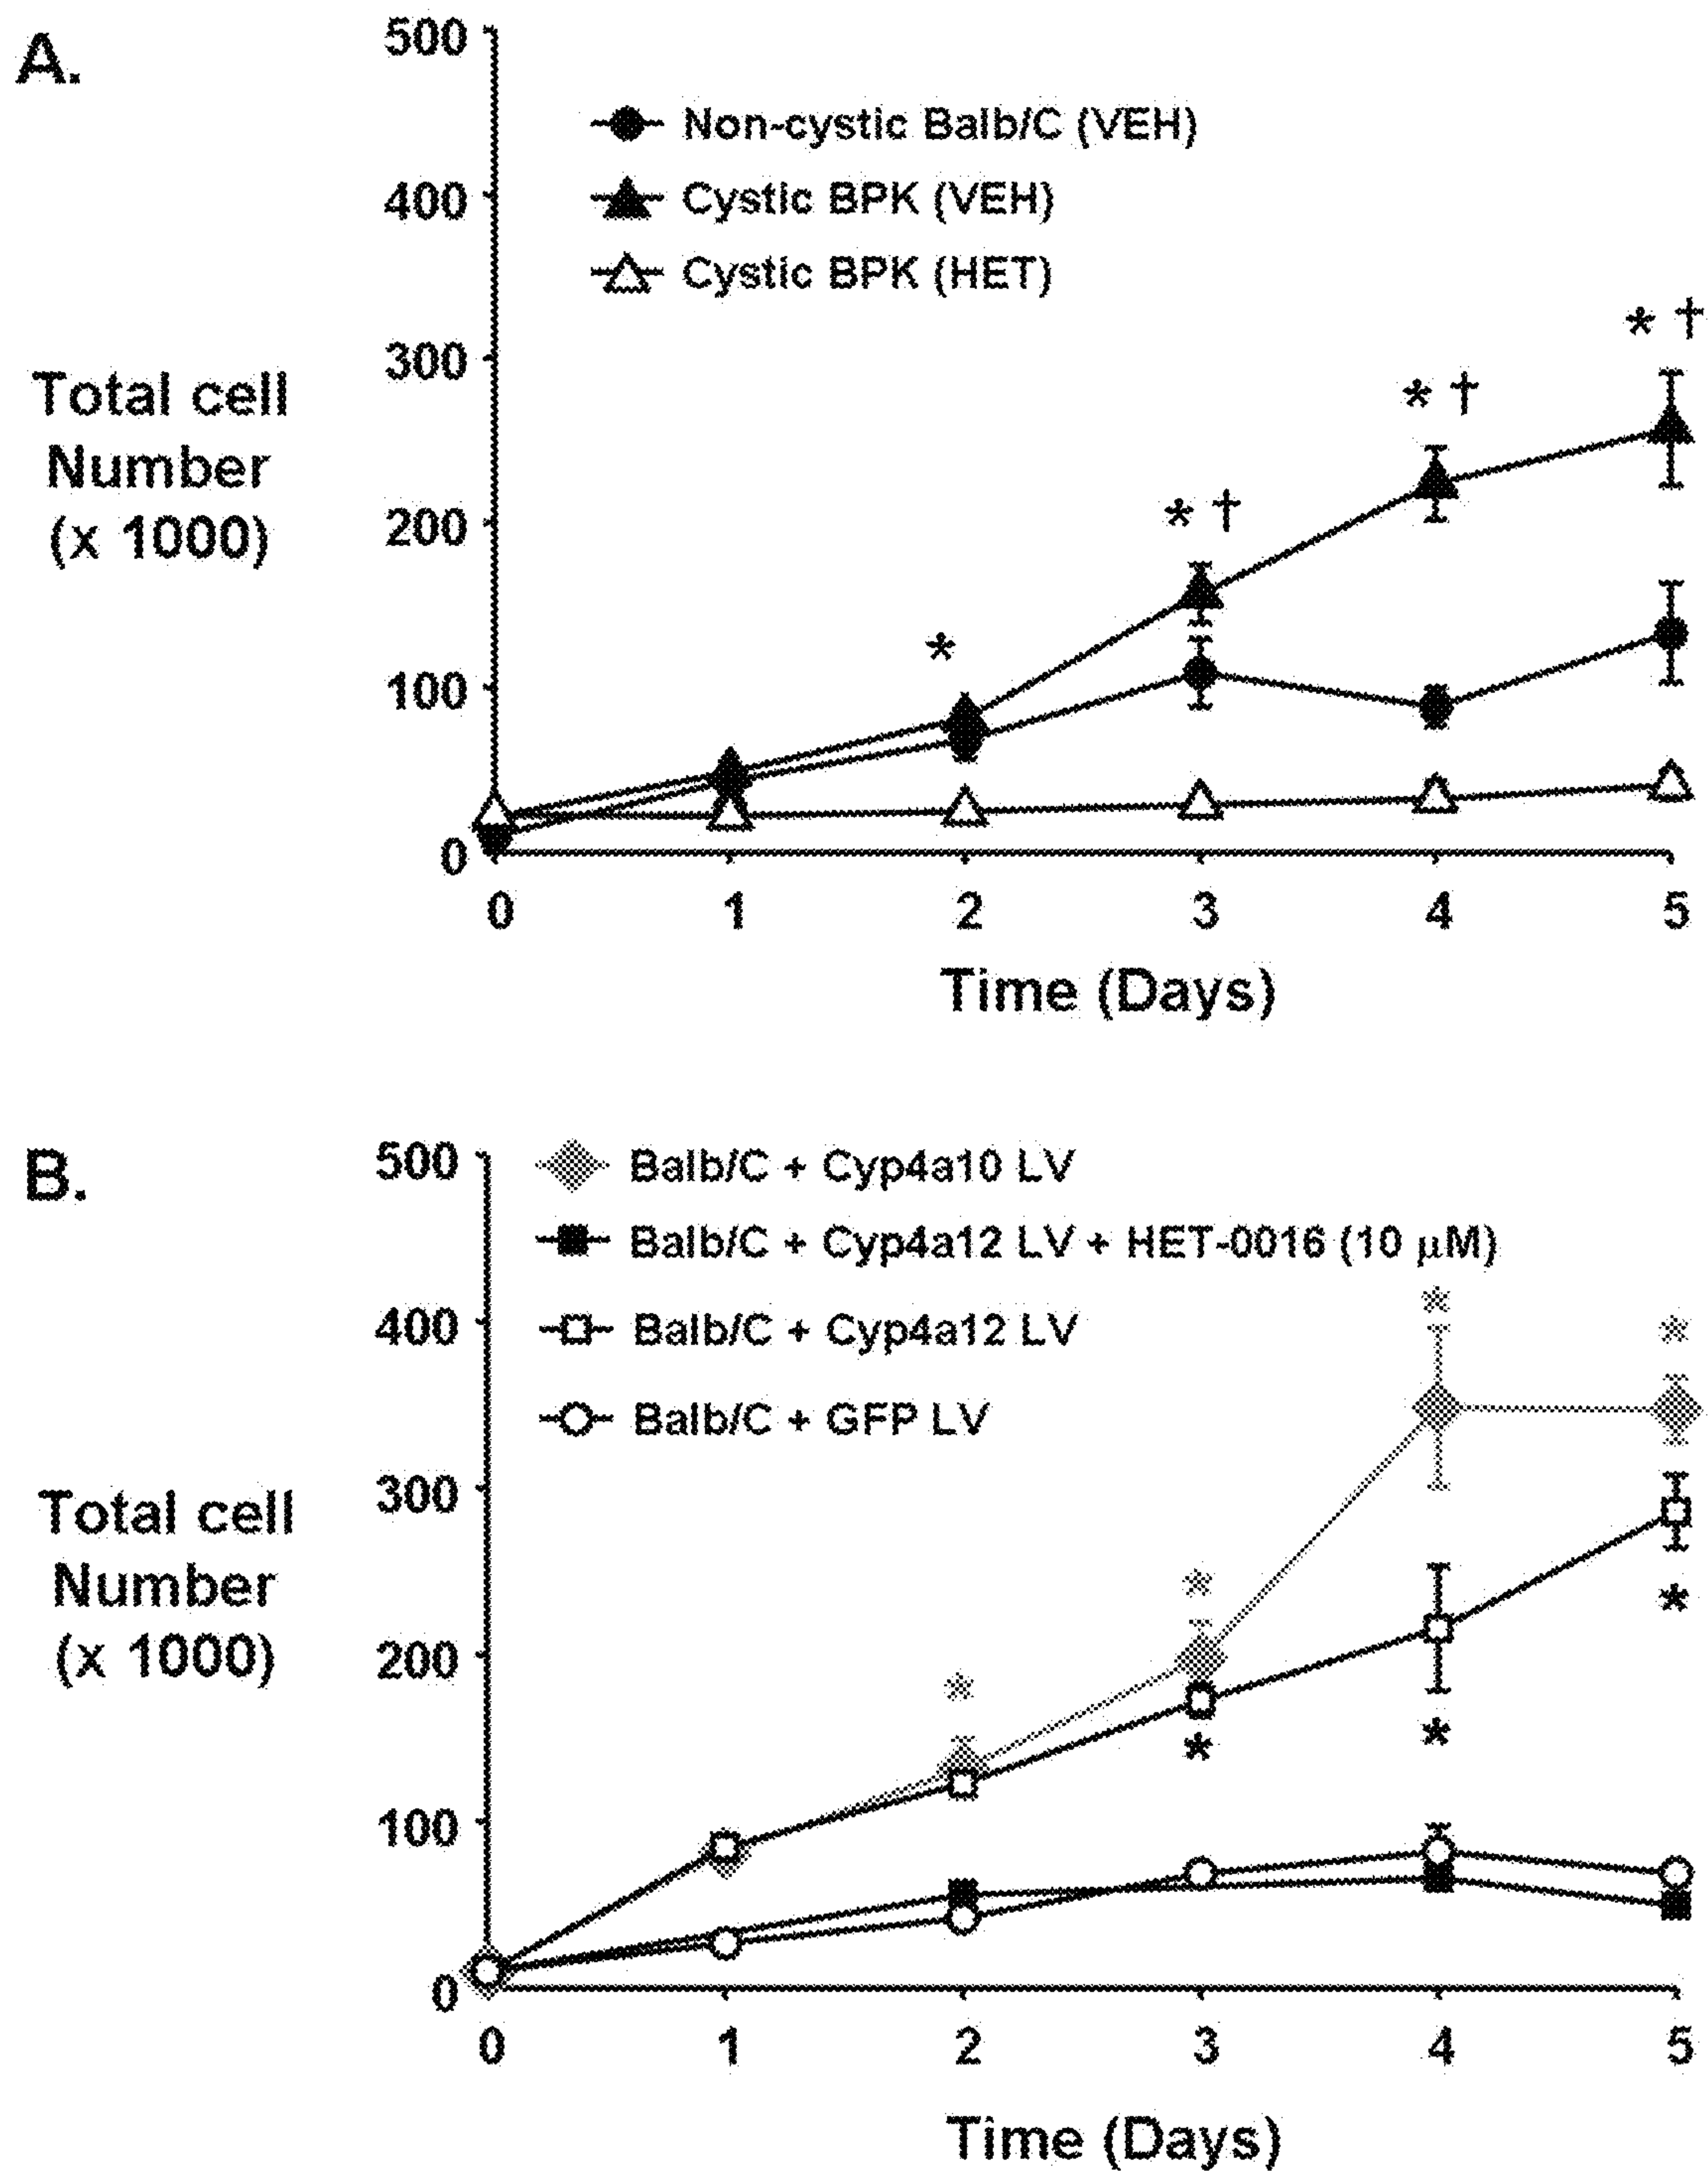 A.
500
400
300
200
100
0
Non-cystic Balb/C (VEH)
Cystic BPK (VEH)
Cystic BPK (HET)
Total cell
Number
(x 1000)
* †
* †
* †
*
0 1 2 3 4 5
Time (Days)
B.
500
400
300
200
100
0
Balb/C + Cyp4a10 LV
Balb/C + Cyp4a12 LV + HET-0016 (10 µM)
Balb/C + Cyp4a12 LV
Balb/C + GFP LV
Total cell
Number
(x 1000)
* *
*
*
*
* *
0 1 2 3 4 5
Time (Days)